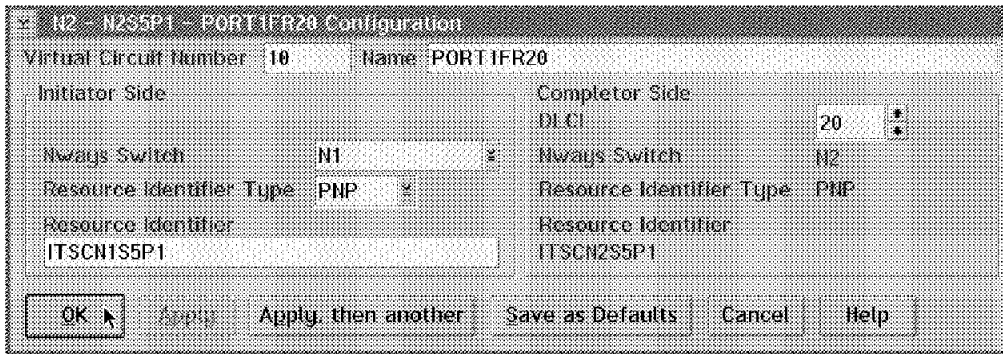 N2 - N2S5P1 - PORT1FR20 Configuration
Virtual Circuit Number 10 Name PORT1FR20
Initiator Side
Completor Side
DLCI 20
Nways Switch N1
Nways Switch N2
Resource Identifier Type PNP
Resource Identifier Type PNP
Resource Identifier
ITSCN1S5P1
Resource Identifier
ITSCN2S5P1
OK Apply Apply, then another Save as Defaults Cancel Help